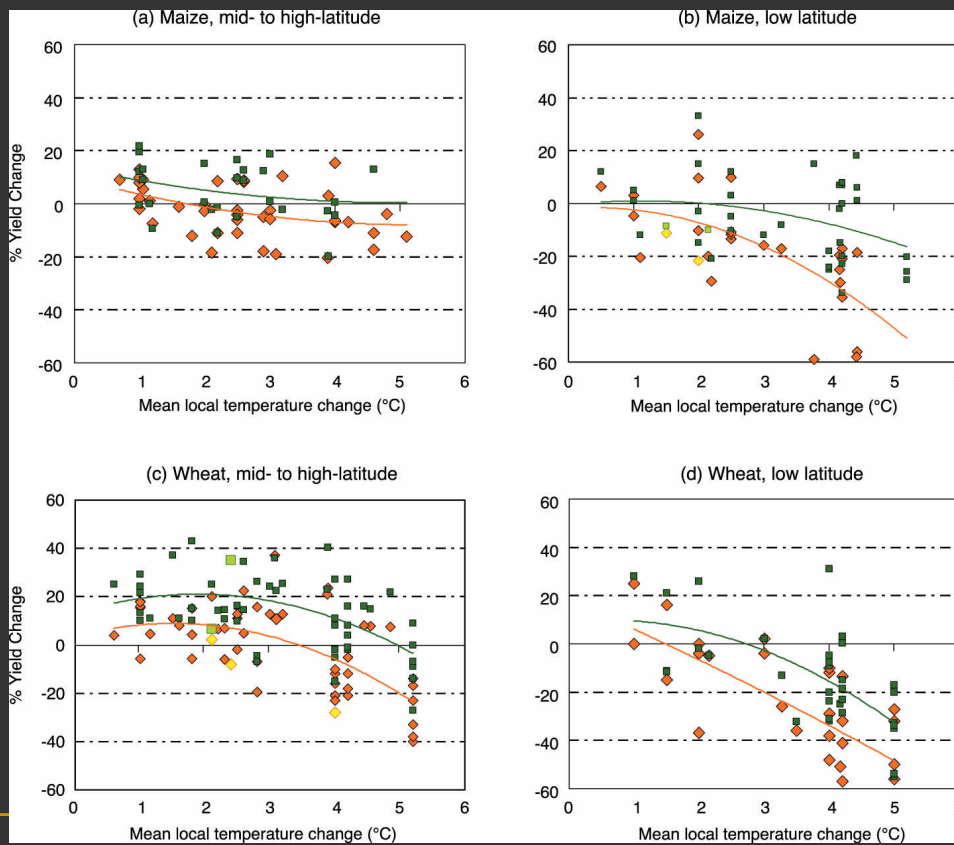 (a) Maize, mid- to high-latitude
60
40
20
0
-20
-40
-60
% Yield Change
0 1 2 3 4 5 6
Mean local temperature change (°C)
(b) Maize, low latitude
60
40
20
0
-20
-40
-60
0 1 2 3 4 5
Mean local temperature change (°C)
(c) Wheat, mid- to high-latitude
60
40
20
0
-20
-40
-60
% Yield Change
0 1 2 3 4 5 6
Mean local temperature change (°C)
(d) Wheat, low latitude
60
40
20
0
-20
-40
-60
0 1 2 3 4 5
Mean local temperature change (°C)